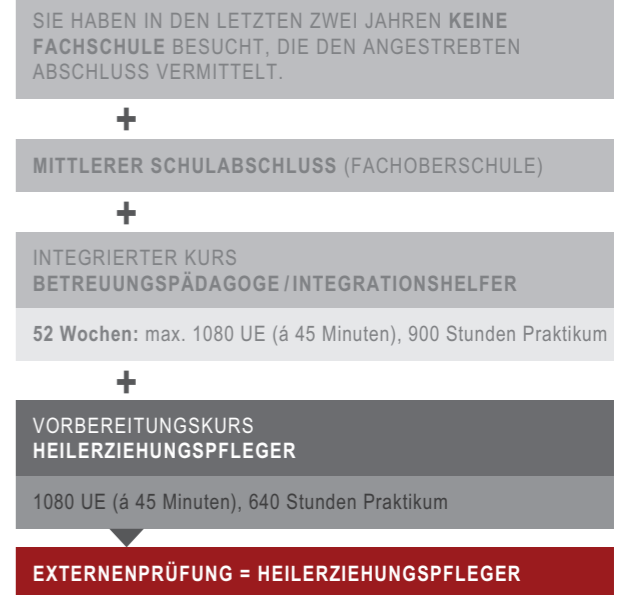 SIE HABEN IN DEN LETZTEN ZWEI JAHREN KEINE
FACHSCHULE BESUCHT, DIE DEN ANGESTREBTEN
ABSCHLUSS VERMITTELT.
+
MITTLERER SCHULABSCHLUSS (FACHOBERSCHULE)
+
INTEGRIERTER KURS
BETREUUNGSPÄDAGOGE / INTEGRATIONSHELFER
52 Wochen: max. 1080 UE (á 45 Minuten), 900 Stunden Praktikum
+
VORBEREITUNGSKURS
HEILERZIEHUNGSPFLEGER
1080 UE (á 45 Minuten), 640 Stunden Praktikum
EXTERNENPRÜFUNG = HEILERZIEHUNGSPFLEGER